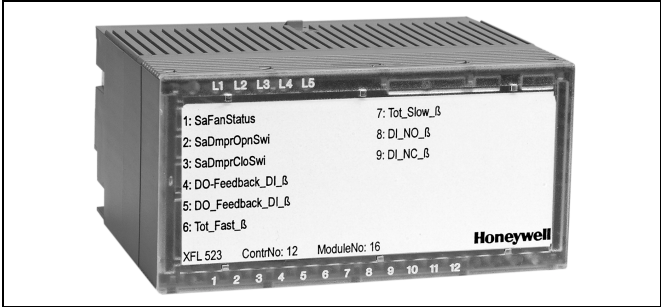 L1 L2 L3 L4 L5
1: SaFanStatus
2: SaDmprOpnSwi
3: SaDmprCloSwi
4: DO-Feedback_DI_ß
5: DO_Feedback_DI_ß
6: Tot_Fast_ß
7: Tot_Slow_ß
8: DI_NO_ß
9: DI_NC_ß
Honeywell
XFL 523 ContrNo: 12 ModuleNo: 16
1 2 3 4 5 6 7 8 9 10 11 12